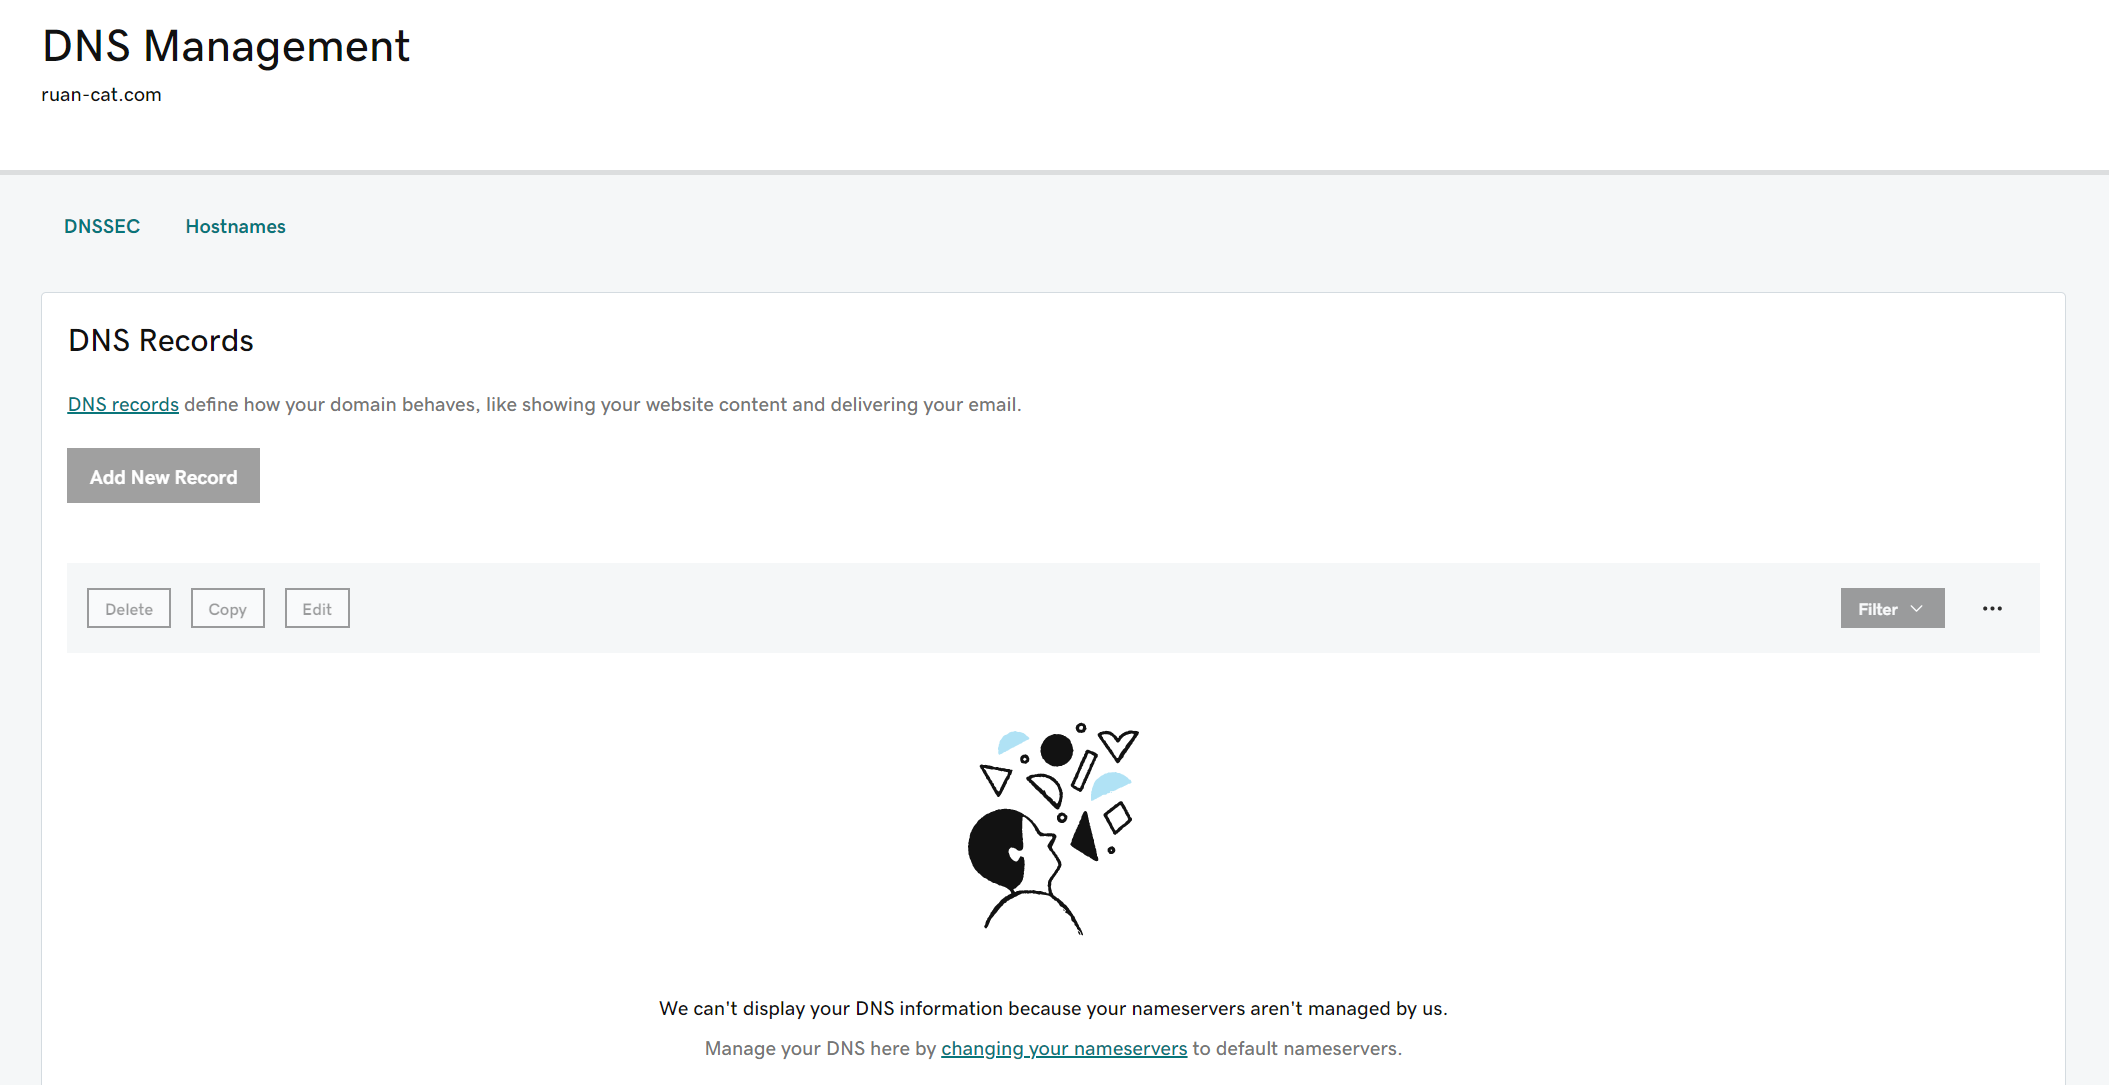 DNS Management
ruan-cat.com
DNSSEC Hostnames
DNS Records
DNS records define how your domain behaves, like showing your website content and delivering your email.
Add New Record
Delete Copy Edit Filter
We can't display your DNS information because your nameservers aren't managed by us.
Manage your DNS here by changing your nameservers to default nameservers.